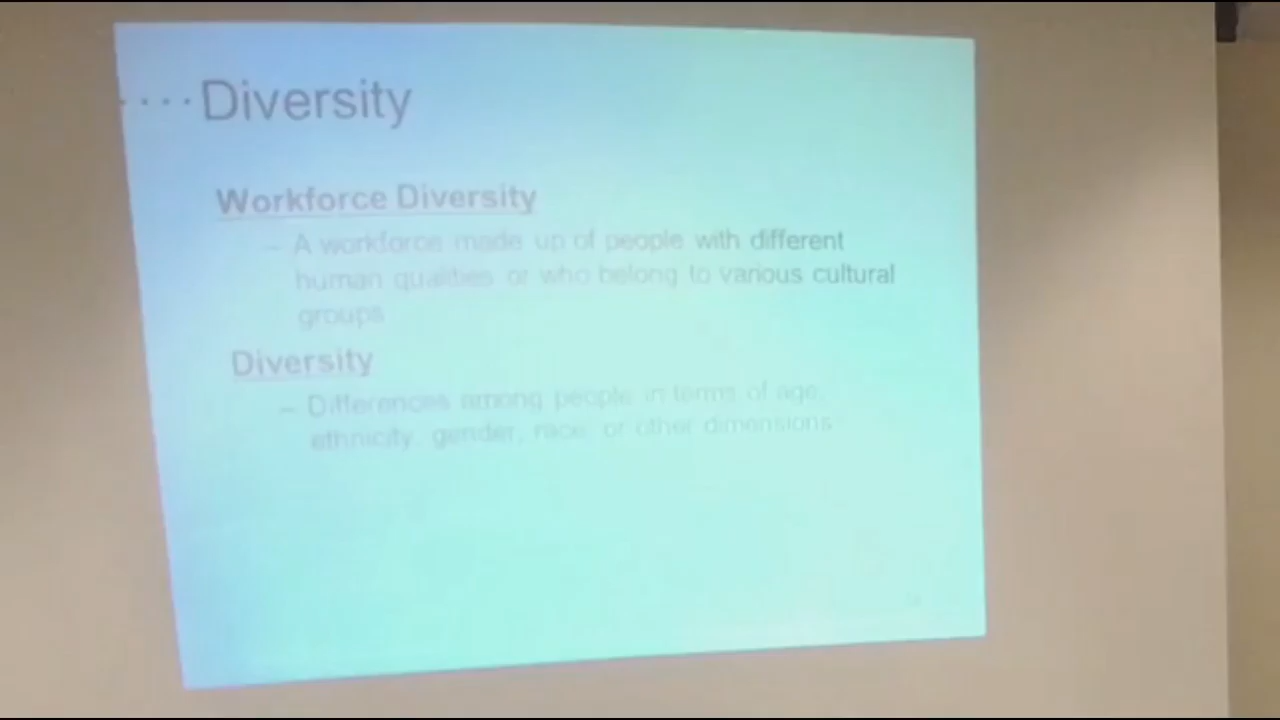 ....Diversity
Workforce Diversity
– A workforce made up of people with different
human qualities or who belong to various cultural
groups
Diversity
– Differences among people in terms of age,
ethnicity, gender, race, or other dimensions